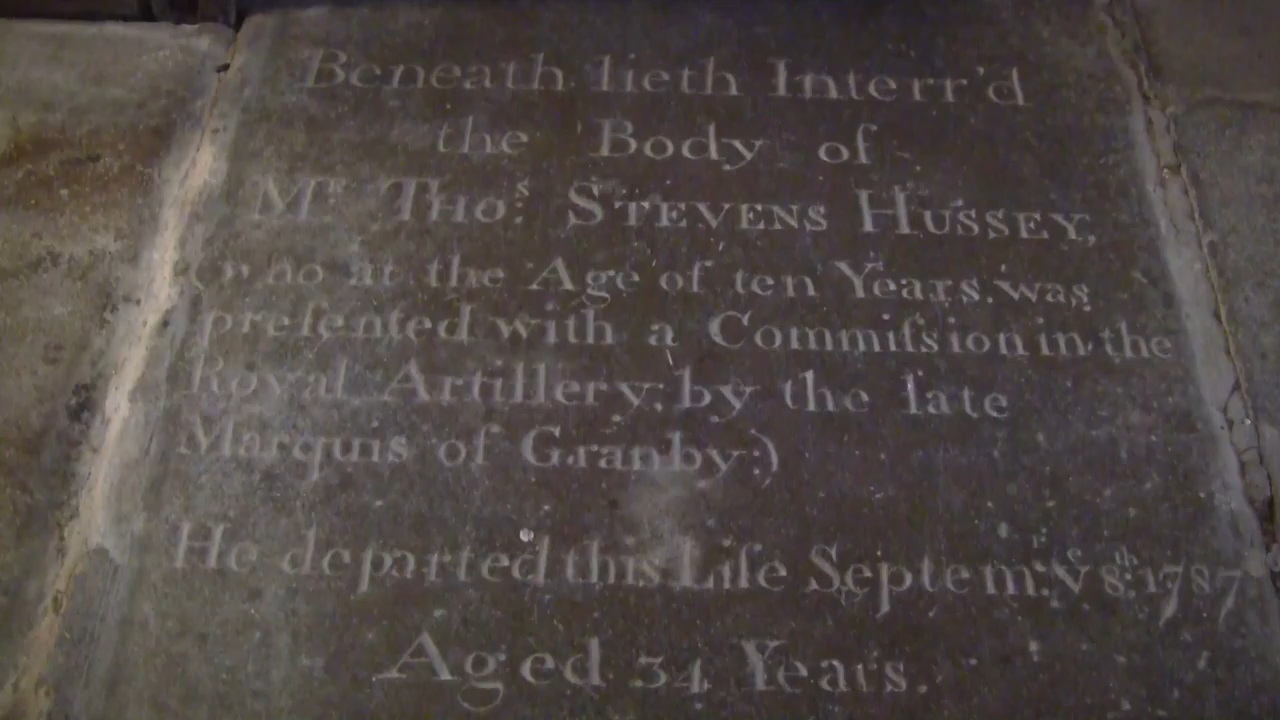 Beneath lieth Interr'd
the Body of
Mr. Thos. STEVENS HUSSEY,
(who at the Age of ten Years was
preſented with a Commiſsion in the
Royal Artillery; by the late
Marquis of Granby:)
He departed this Life Septemr. ye 8th. 1787
Aged 34 Years.